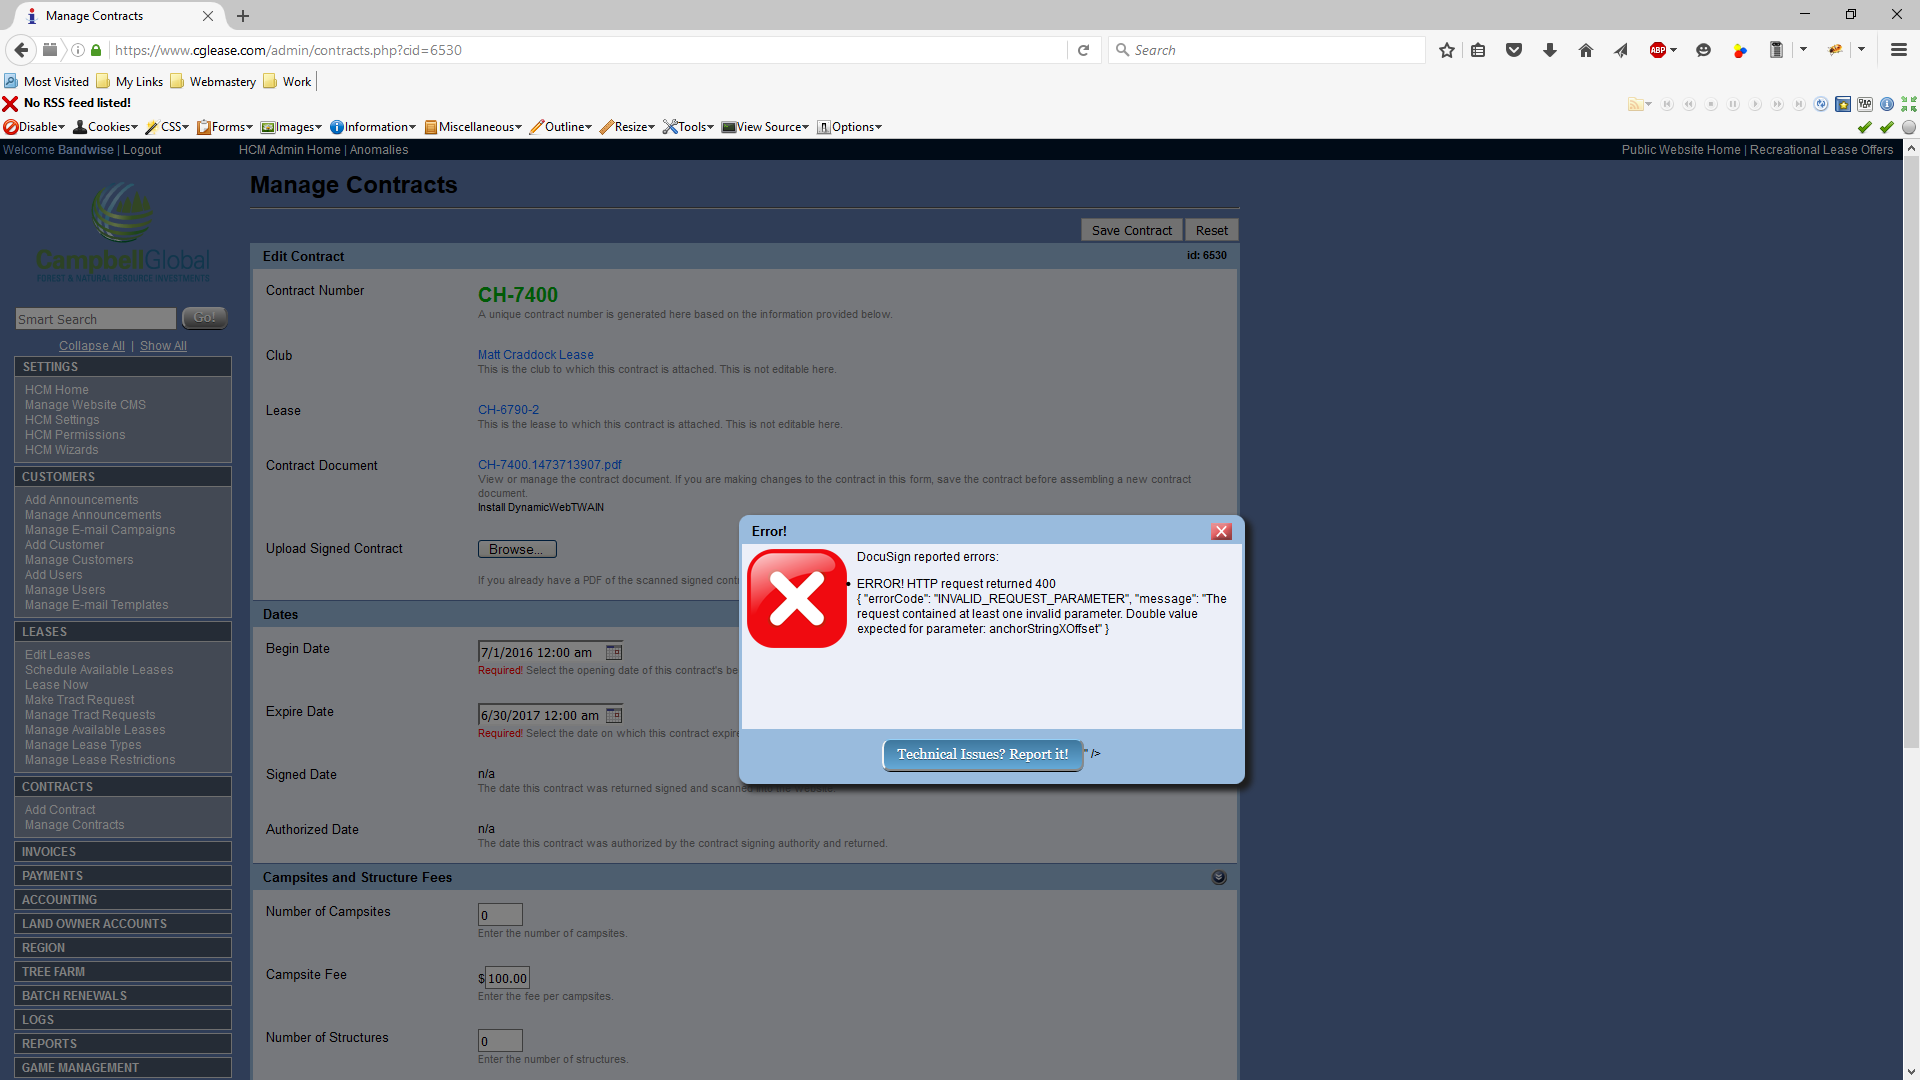 Manage Contracts
https://www.cglease.com/admin/contracts.php?cid=6530
Search
ABP
Most Visited My Links Webmastery Work
No RSS feed listed!
Disable Cookies CSS Forms Images Information Miscellaneous Outline Resize Tools View Source Options
Welcome Bandwise | Logout HCM Admin Home | Anomalies Public Website Home | Recreational Lease Offers
Manage Contracts
CampbellGlobal
FOREST & NATURAL RESOURCE INVESTMENTS
Smart Search Go!
Collapse All | Show All
SETTINGS
HCM Home
Manage Website CMS
HCM Settings
HCM Permissions
HCM Wizards
CUSTOMERS
Add Announcements
Manage Announcements
Manage E-mail Campaigns
Add Customer
Manage Customers
Add Users
Manage Users
Manage E-mail Templates
LEASES
Edit Leases
Schedule Available Leases
Lease Now
Make Tract Request
Manage Tract Requests
Manage Available Leases
Manage Lease Types
Manage Lease Restrictions
CONTRACTS
Add Contract
Manage Contracts
INVOICES
PAYMENTS
ACCOUNTING
LAND OWNER ACCOUNTS
REGION
TREE FARM
BATCH RENEWALS
LOGS
REPORTS
GAME MANAGEMENT
Save Contract Reset
Edit Contract id: 6530
Contract Number CH-7400
A unique contract number is generated here based on the information provided below.
Club Matt Craddock Lease
This is the club to which this contract is attached. This is not editable here.
Lease CH-6790-2
This is the lease to which this contract is attached. This is not editable here.
Contract Document CH-7400.1473713907.pdf
View or manage the contract document. If you are making changes to the contract in this form, save the contract before assembling a new contract
document.
Install DynamicWebTWAIN
Upload Signed Contract Browse...
If you already have a PDF of the scanned signed contr
Dates
Begin Date 7/1/2016 12:00 am
Required! Select the opening date of this contract's be
Expire Date 6/30/2017 12:00 am
Required! Select the date on which this contract expire
Signed Date n/a
The date this contract was returned signed and scanned into the website.
Authorized Date n/a
The date this contract was authorized by the contract signing authority and returned.
Campsites and Structure Fees
Number of Campsites 0
Enter the number of campsites.
Campsite Fee $ 100.00
Enter the fee per campsites.
Number of Structures 0
Enter the number of structures.
Error!
DocuSign reported errors:
• ERROR! HTTP request returned 400
{ "errorCode": "INVALID_REQUEST_PARAMETER", "message": "The
request contained at least one invalid parameter. Double value
expected for parameter: anchorStringXOffset" }
Technical Issues? Report it! " />